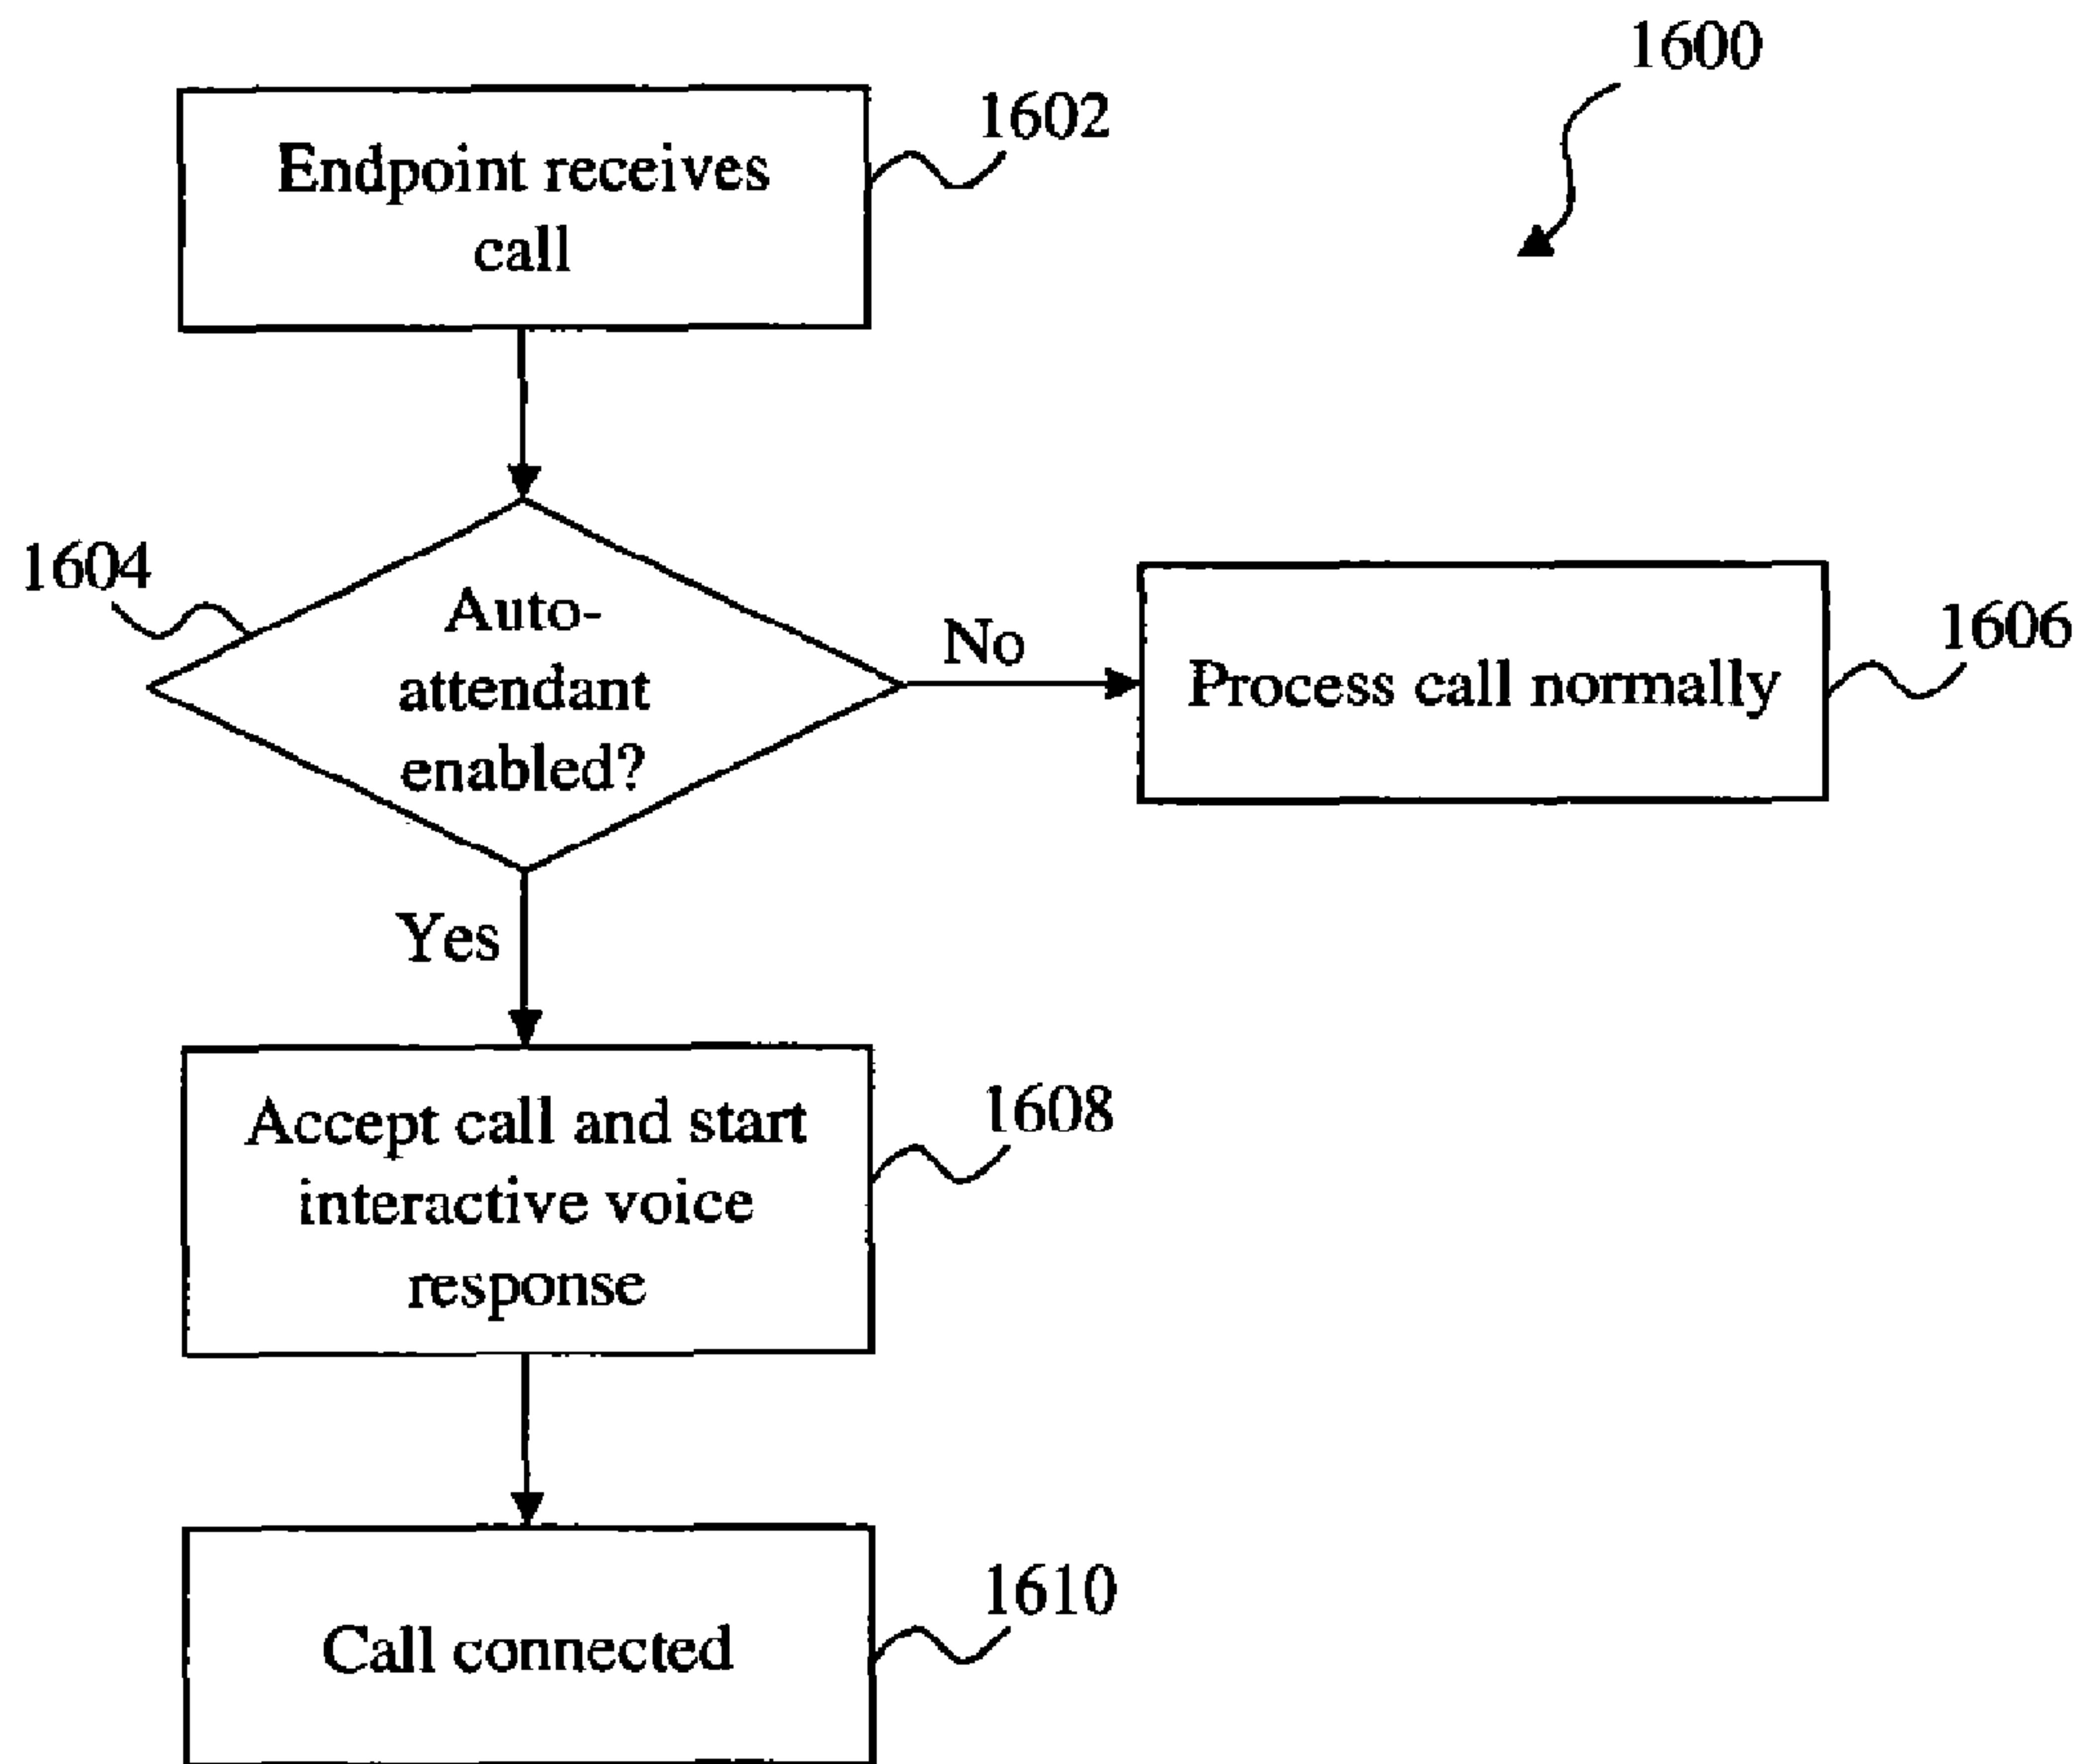 1600
1602
Endpoint receives
call
1604
Auto-
attendant
enabled?
No
1606
Process call normally
Yes
1608
Accept call and start
interactive voice
response
1610
Call connected